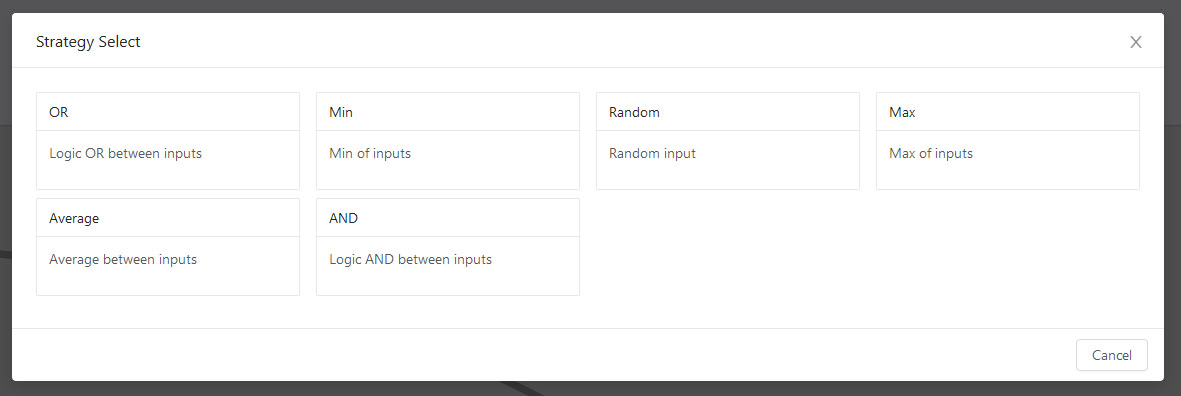 Strategy Select
OR
Logic OR between inputs
Min
Min of inputs
Random
Random input
Max
Max of inputs
Average
Average between inputs
AND
Logic AND between inputs
Cancel